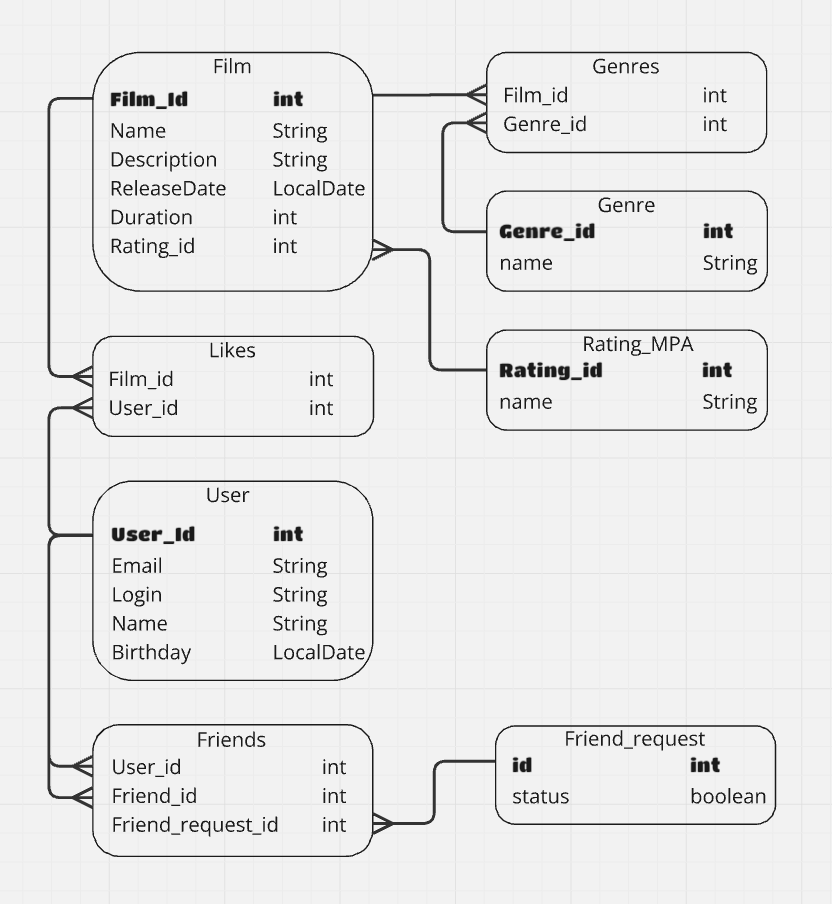 Film
Film_Id int
Name String
Description String
ReleaseDate LocalDate
Duration int
Rating_id int
Genres
Film_id int
Genre_id int
Genre
Genre_id int
name String
Rating_MPA
Rating_id int
name String
Likes
Film_id int
User_id int
User
User_Id int
Email String
Login String
Name String
Birthday LocalDate
Friends
User_id int
Friend_id int
Friend_request_id int
Friend_request
id int
status boolean